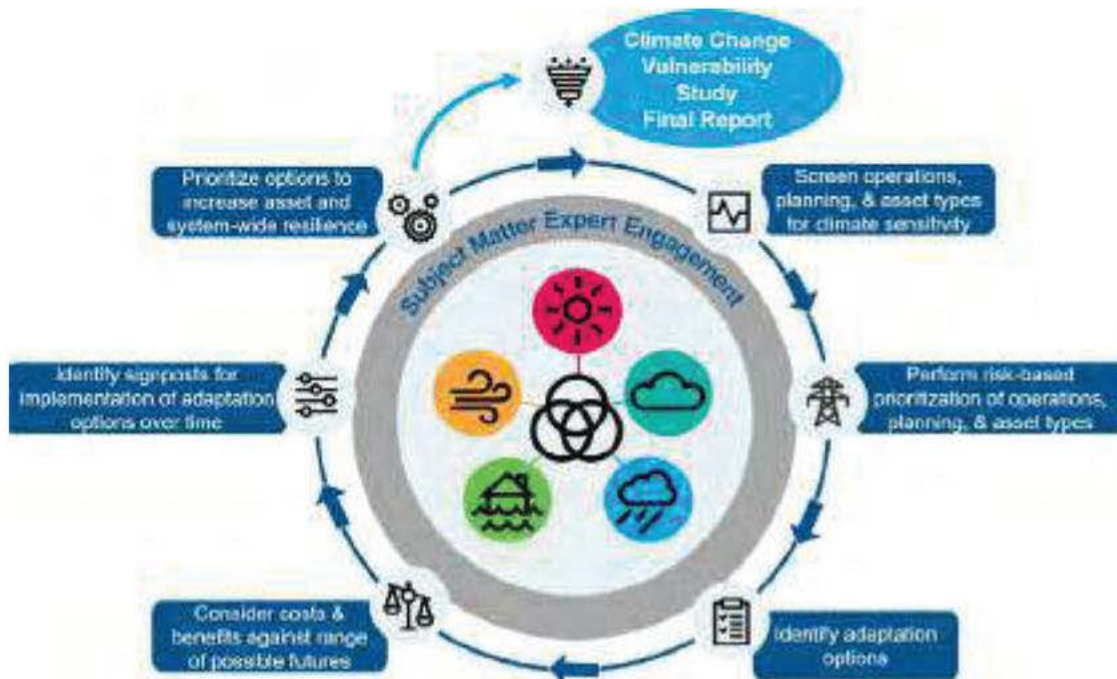 Climate Change
Vulnerability
Study
Final Report
Prioritize options to
increase asset and
system-wide resilience
Screen operations,
planning, & asset types
for climate sensitivity
Subject Matter Expert Engagement
Identify signposts for
implementation of adaptation
options over time
Perform risk-based
prioritization of operations,
planning, & asset types
Consider costs &
benefits against range
of possible futures
Identify adaptation
options